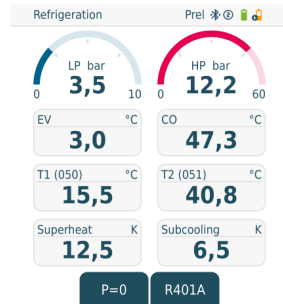 Refrigeration Prel
LP bar HP bar
3,5 12,2
0 10 0 60
EV °C CO °C
3,0 47,3
T1 (050) °C T2 (051) °C
15,5 40,8
Superheat K Subcooling K
12,5 6,5
P=0 R401A